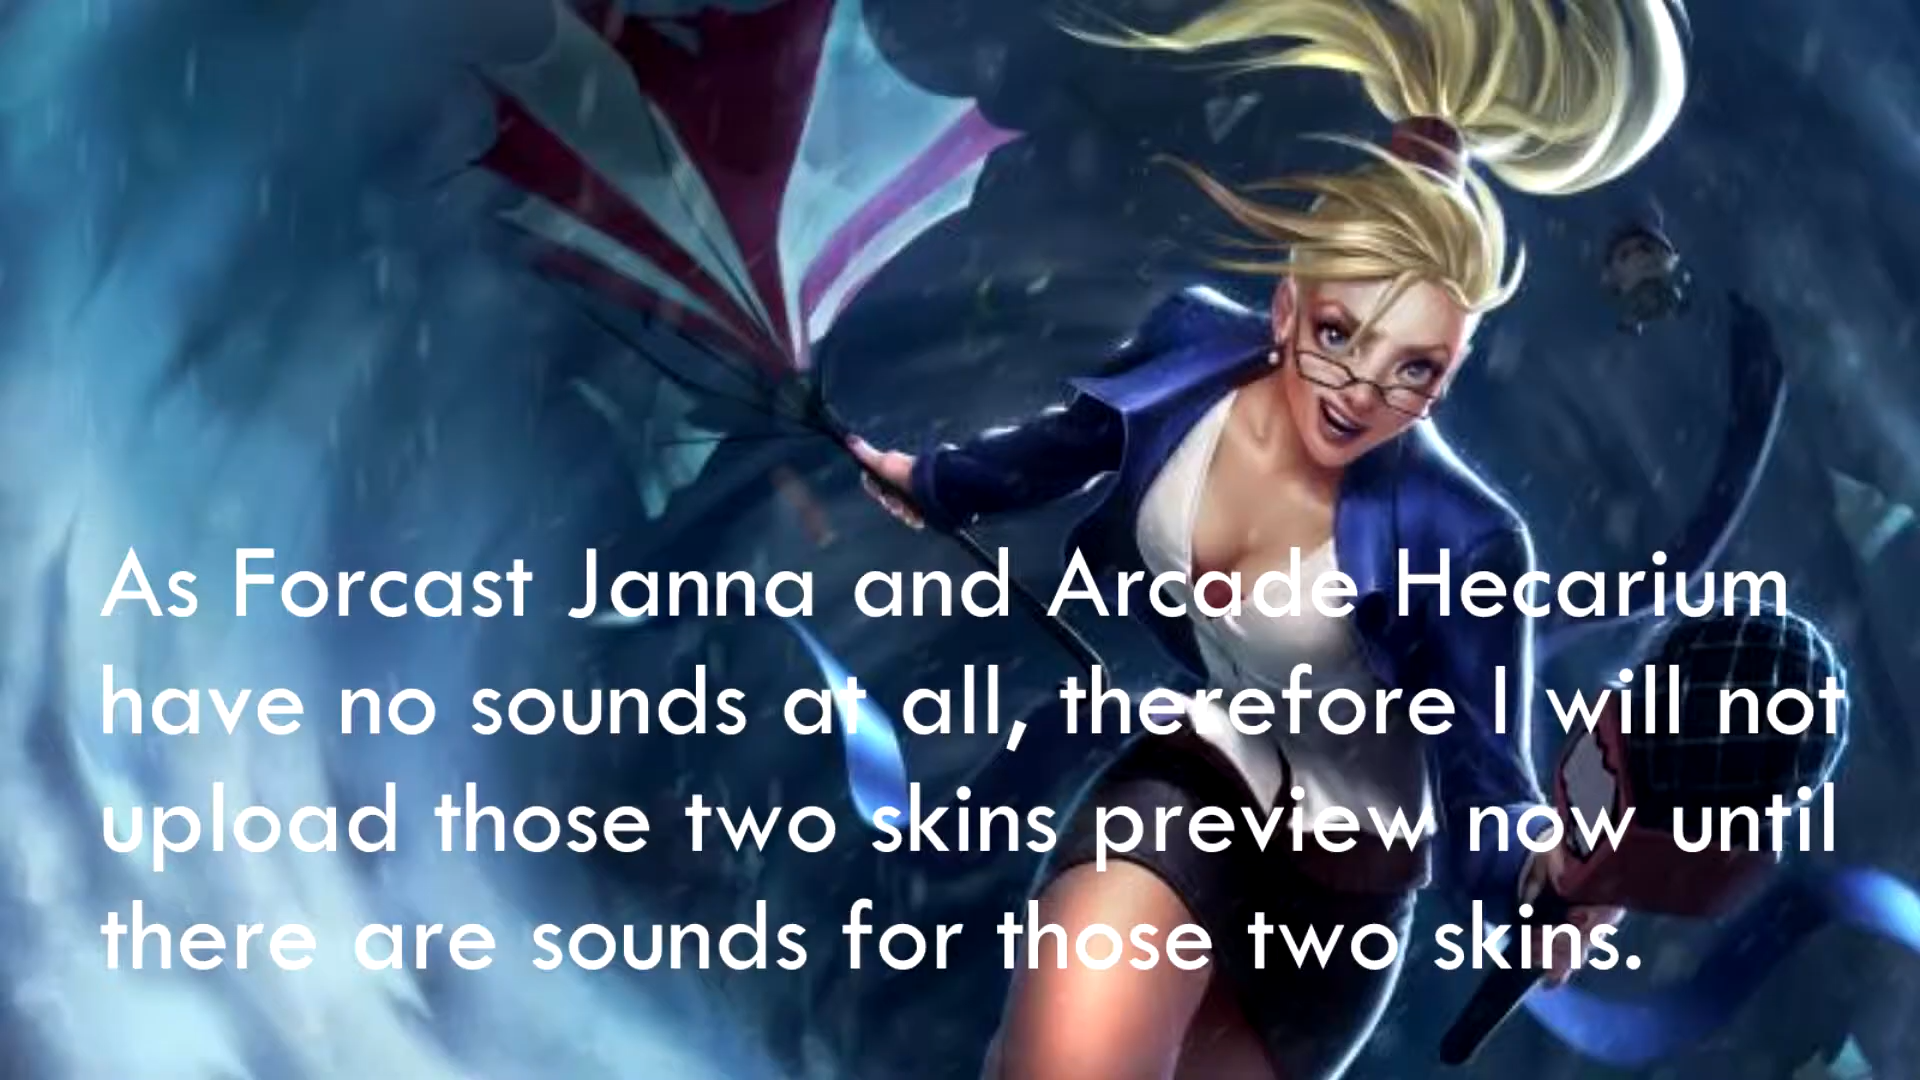 As Forcast Janna and Arcade Hecarium
have no sounds at all, therefore I will not
upload those two skins preview now until
there are sounds for those two skins.